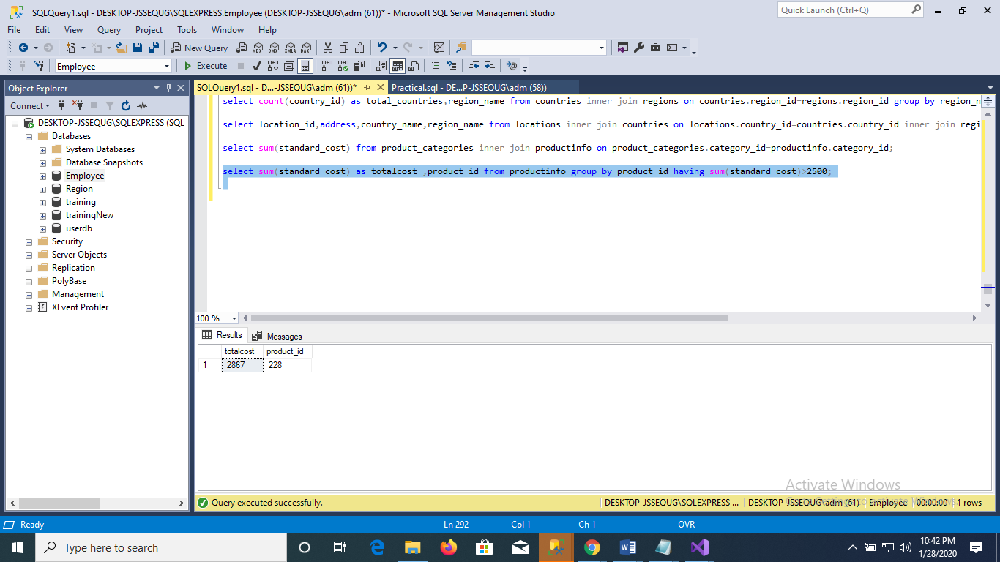 SQLQuery1.sql - DESKTOP-JSSEQUG\SQLEXPRESS.Employee (DESKTOP-JSSEQUG\adm (61))* - Microsoft SQL Server Management Studio
Quick Launch (Ctrl+Q)
File Edit View Query Project Tools Window Help
New Query
MDX DMX XMLA DAX
Employee
Execute
Object Explorer
Connect
DESKTOP-JSSEQUG\SQLEXPRESS (SQL
Databases
System Databases
Database Snapshots
Employee
Region
training
trainingNew
userdb
Security
Server Objects
Replication
PolyBase
Management
XEvent Profiler
SQLQuery1.sql - D...-JSSEQUG\adm (61))*
Practical.sql - DE...P-JSSEQUG\adm (58))
select count(country_id) as total_countries,region_name from countries inner join regions on countries.region_id=regions.region_id group by region_n
select location_id,address,country_name,region_name from locations inner join countries on locations.country_id=countries.country_id inner join regi
select sum(standard_cost) from product_categories inner join productinfo on product_categories.category_id=productinfo.category_id;
select sum(standard_cost) as totalcost ,product_id from productinfo group by product_id having sum(standard_cost)>2500;
100 %
Results Messages
totalcost product_id
1 2867 228
Activate Windows
Query executed successfully.
DESKTOP-JSSEQUG\SQLEXPRESS ... DESKTOP-JSSEQUG\adm (61) Employee 00:00:00 1 rows
Ready
Ln 292 Col 1 Ch 1 OVR
Type here to search
10:42 PM
1/28/2020